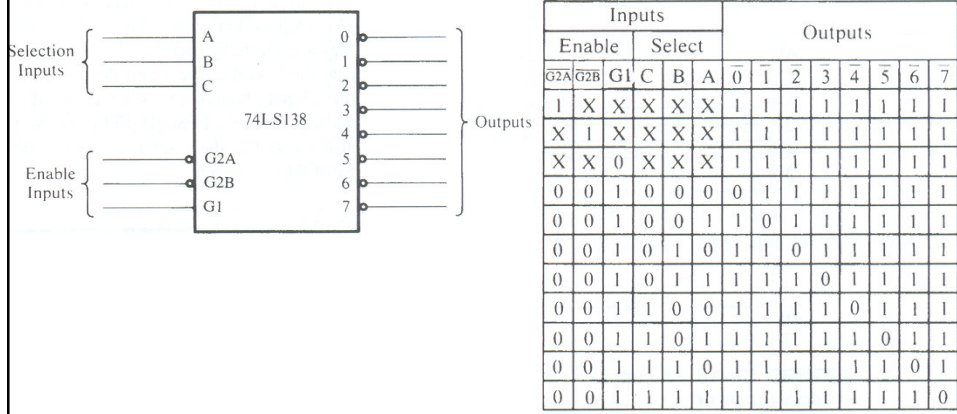 Selection
Inputs
A
B
C
74LS138
Enable
Inputs
G2A
G2B
G1
0
1
2
3
4
5
6
7
Outputs
Inputs
Outputs
Enable
Select
G2A G2B G1 C B A 0 1 2 3 4 5 6 7
1 X X X X X 1 1 1 1 1 1 1 1
X 1 X X X X 1 1 1 1 1 1 1 1
X X 0 X X X 1 1 1 1 1 1 1 1
0 0 1 0 0 0 0 1 1 1 1 1 1 1
0 0 1 0 0 1 1 0 1 1 1 1 1 1
0 0 1 0 1 0 1 1 0 1 1 1 1 1
0 0 1 0 1 1 1 1 1 0 1 1 1 1
0 0 1 1 0 0 1 1 1 1 0 1 1 1
0 0 1 1 0 1 1 1 1 1 1 0 1 1
0 0 1 1 1 0 1 1 1 1 1 1 0 1
0 0 1 1 1 1 1 1 1 1 1 1 1 0